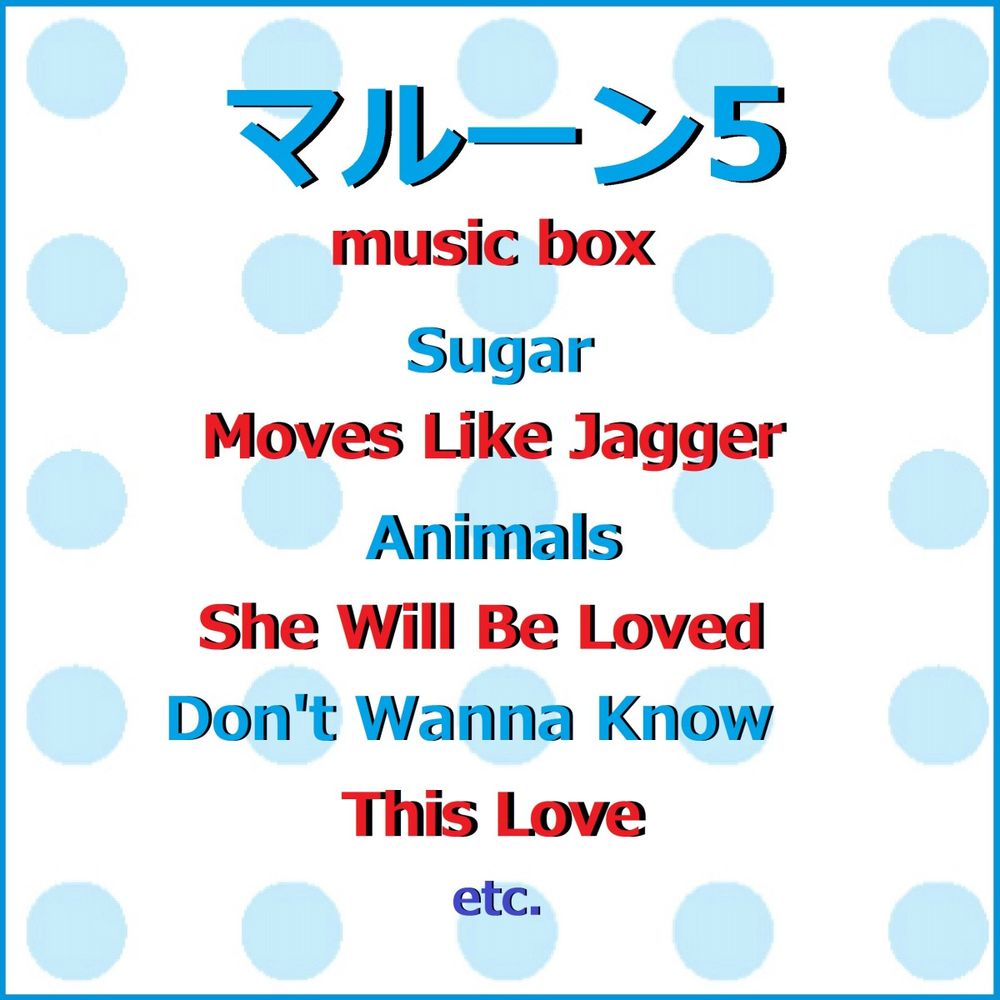 マルーン5
music box
Sugar
Moves Like Jagger
Animals
She Will Be Loved
Don't Wanna Know
This Love
etc.